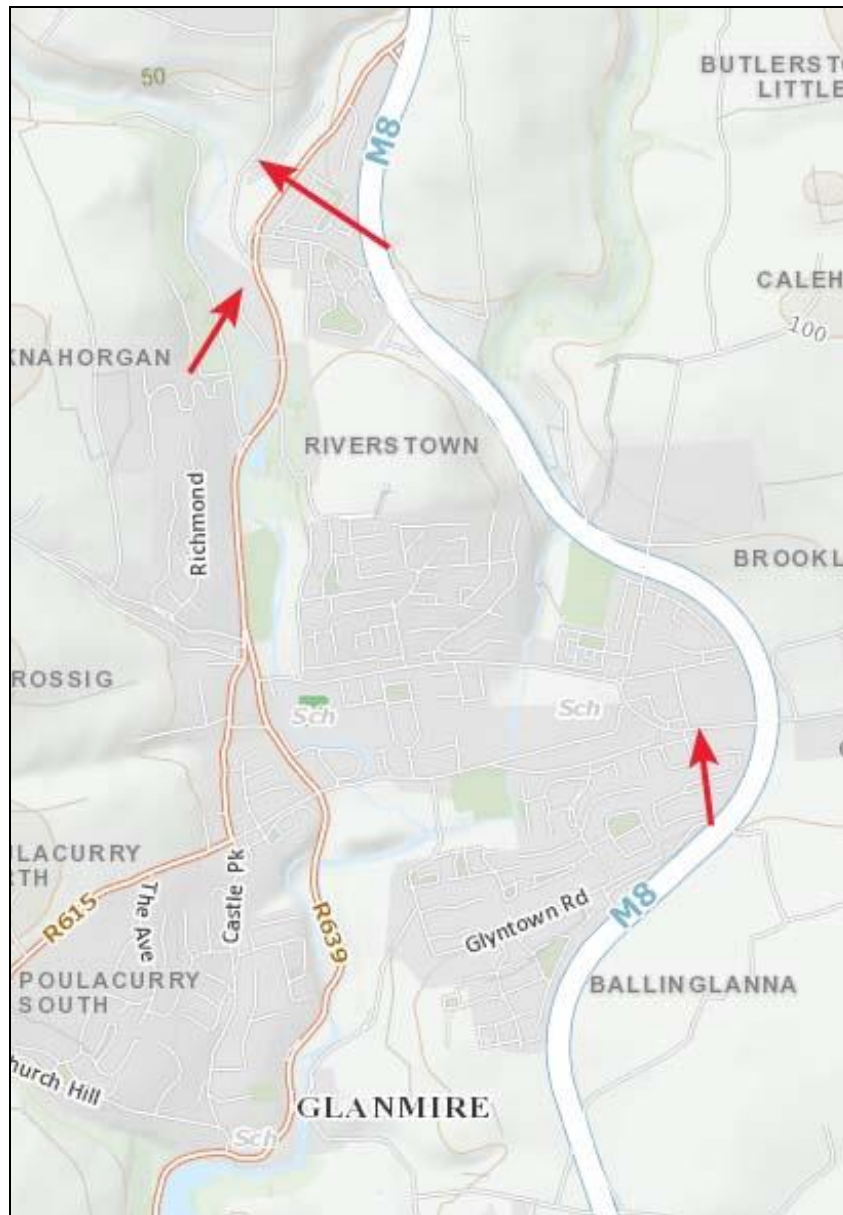 50
BUTLERST
LITTLE
M8
CALEH
100
KNAHORGAN
RIVERSTOWN
Richmond
BROOKL
ROSSIG
Sch
Sch
LACURRY
TH
Castle Pk
The Ave
R615
R639
Glyntown Rd
M8
POULACURRY
SOUTH
BALLINGLANNA
hurch Hill
GLANMIRE
Sch